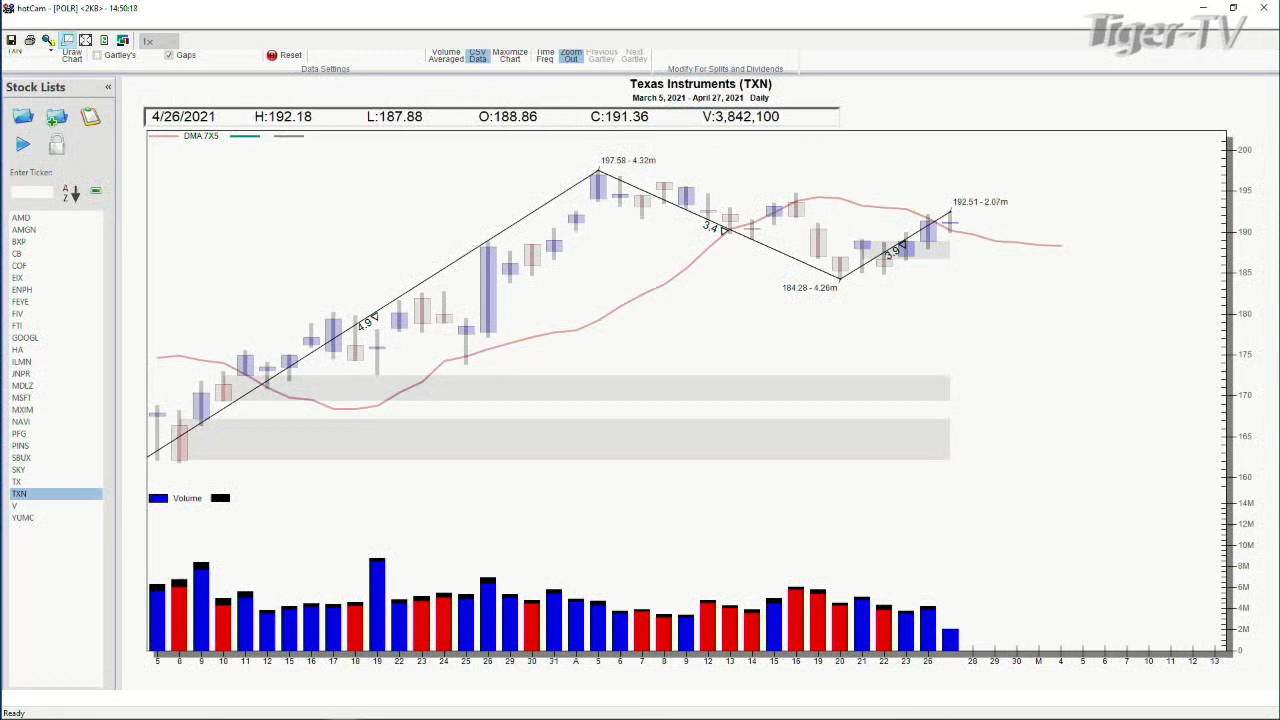 hotCam - [POLR] <2KB> - 14:50:18
Tiger-TV
TXN
Draw Chart
Gartley's
Gaps
Reset
Volume Averaged
CSV Data
Maximize Chart
Time Freq
Zoom Out
Previous Gartley
Next Gartley
Data Settings
Modify For Splits and Dividends
Stock Lists
«
Enter Ticker:
A
Z
AMD
AMGN
BXP
CB
COF
EIX
ENPH
FEYE
FIV
FTI
GOOGL
HA
ILMN
JNPR
MDLZ
MSFT
MXIM
NAVI
PFG
PINS
SBUX
SKY
TX
TXN
V
YUMC
Texas Instruments (TXN)
March 5, 2021 - April 27, 2021 Daily
4/26/2021 H:192.18 L:187.88 O:188.86 C:191.36 V:3,842,100
DMA 7X5
197.58 - 4.32m
192.51 - 2.07m
184.28 - 4.26m
4.9
3.4
3.9
200
195
190
185
180
175
170
165
160
Volume
14M
12M
10M
8M
6M
4M
2M
0
5 8 9 10 11 12 15 16 17 18 19 22 23 24 25 26 29 30 31 A 5 6 7 8 9 12 13 14 15 16 19 20 21 22 23 26 28 29 30 M 4 5 6 7 10 11 12 13
Ready